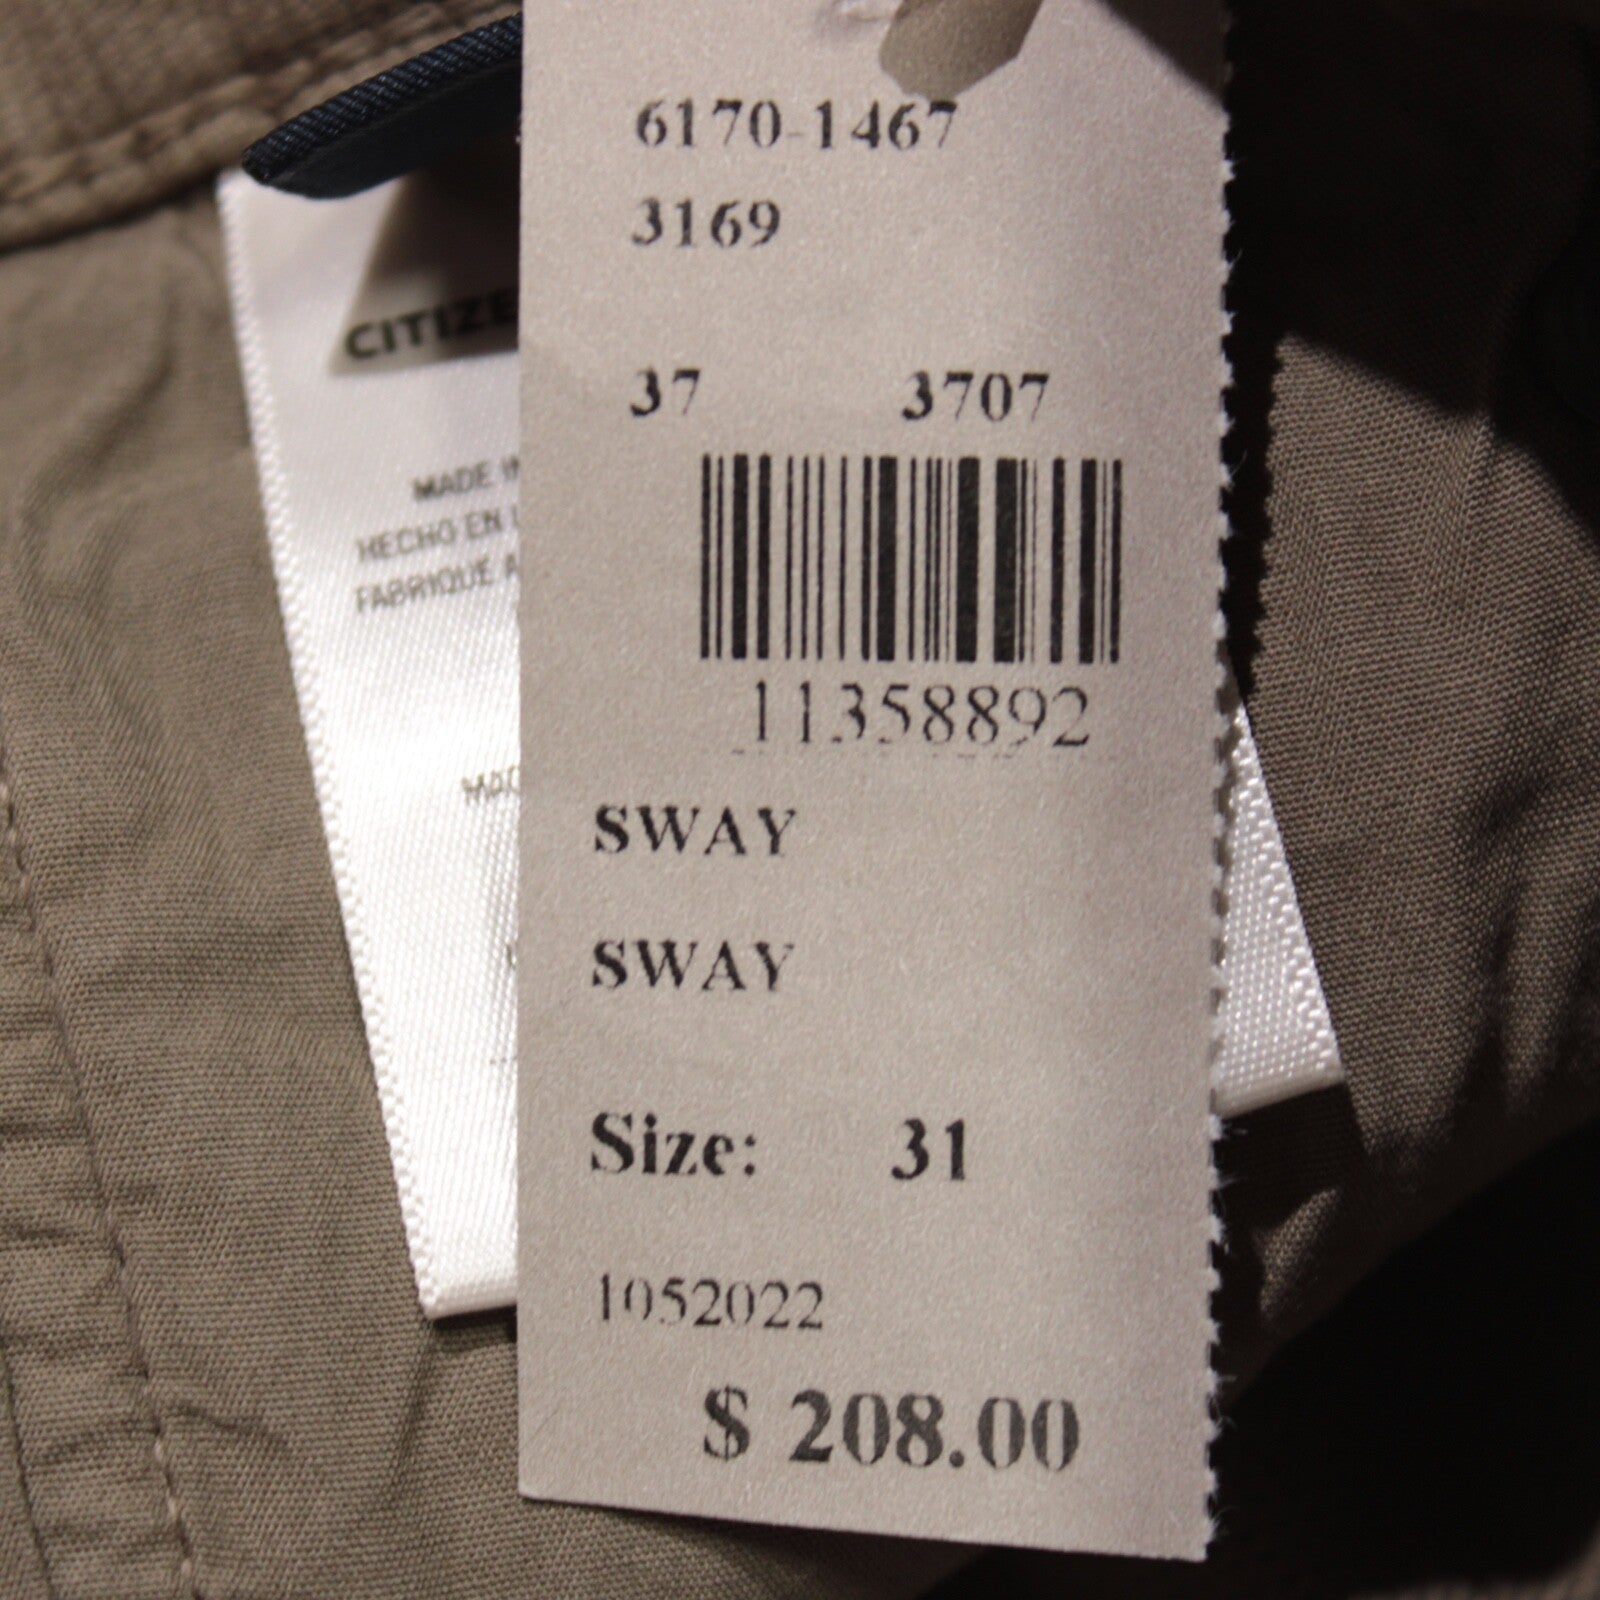 6170-1467
3169
37 3707
11358892
SWAY
SWAY
Size: 31
1052022
$ 208.00
CITIZE
MADE IN
HECHO EN
FABRIQUE